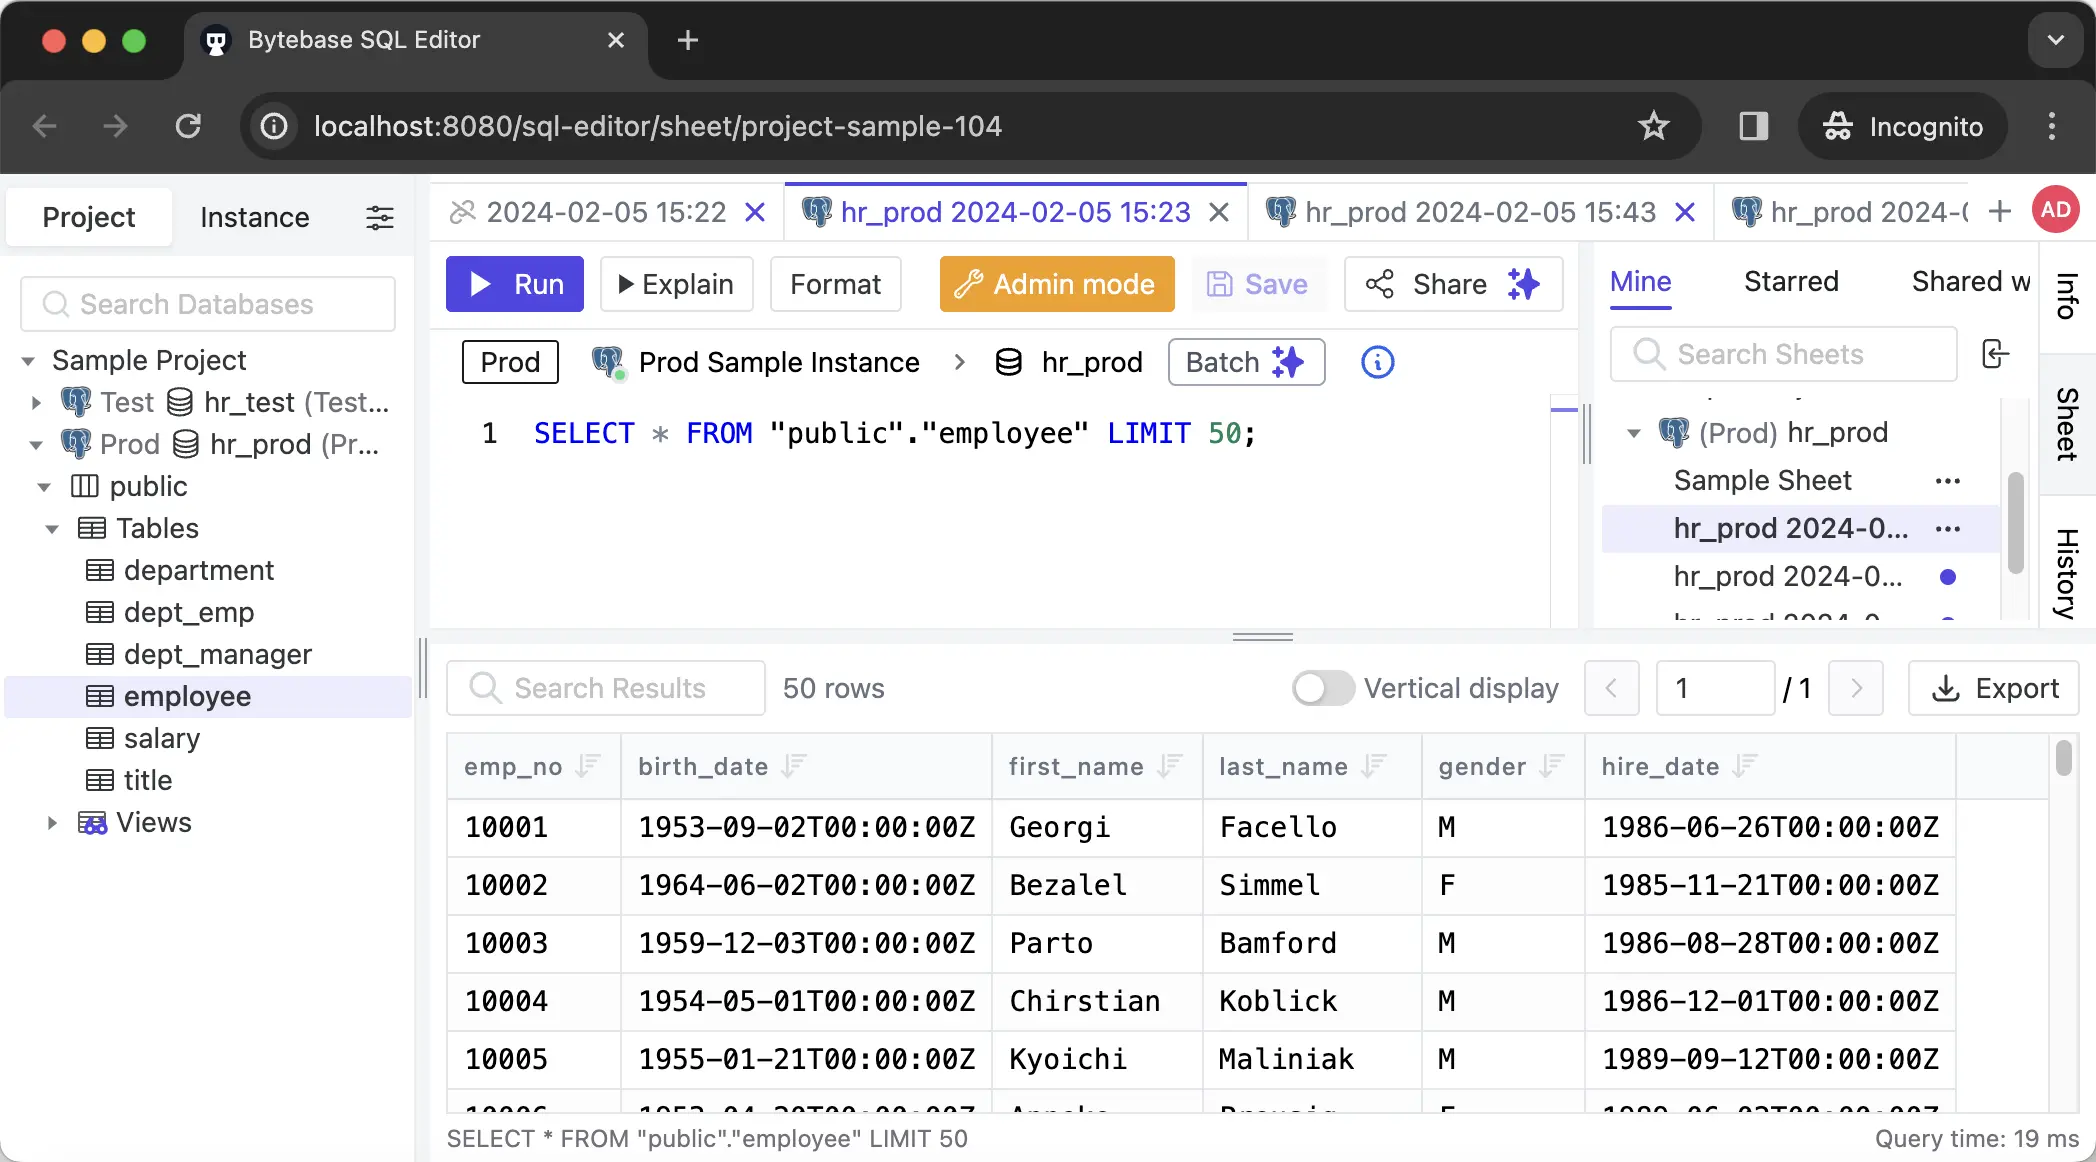 Bytebase SQL Editor
localhost:8080/sql-editor/sheet/project-sample-104
Incognito
Project Instance
2024-02-05 15:22
hr_prod 2024-02-05 15:23
hr_prod 2024-02-05 15:43
hr_prod 2024-
AD
Search Databases
Sample Project
Test hr_test (Test...
Prod hr_prod (Pr...
public
Tables
department
dept_emp
dept_manager
employee
salary
title
Views
Run Explain Format Admin mode Save Share
Prod Prod Sample Instance > hr_prod Batch
1 SELECT * FROM "public"."employee" LIMIT 50;
Mine Starred Shared w
Search Sheets
(Prod) hr_prod
Sample Sheet ...
hr_prod 2024-0... ...
hr_prod 2024-0...
Info
Sheet
History
Search Results 50 rows Vertical display 1 / 1 Export
emp_no birth_date first_name last_name gender hire_date
10001 1953-09-02T00:00:00Z Georgi Facello M 1986-06-26T00:00:00Z
10002 1964-06-02T00:00:00Z Bezalel Simmel F 1985-11-21T00:00:00Z
10003 1959-12-03T00:00:00Z Parto Bamford M 1986-08-28T00:00:00Z
10004 1954-05-01T00:00:00Z Chirstian Koblick M 1986-12-01T00:00:00Z
10005 1955-01-21T00:00:00Z Kyoichi Maliniak M 1989-09-12T00:00:00Z
SELECT * FROM "public"."employee" LIMIT 50
Query time: 19 ms